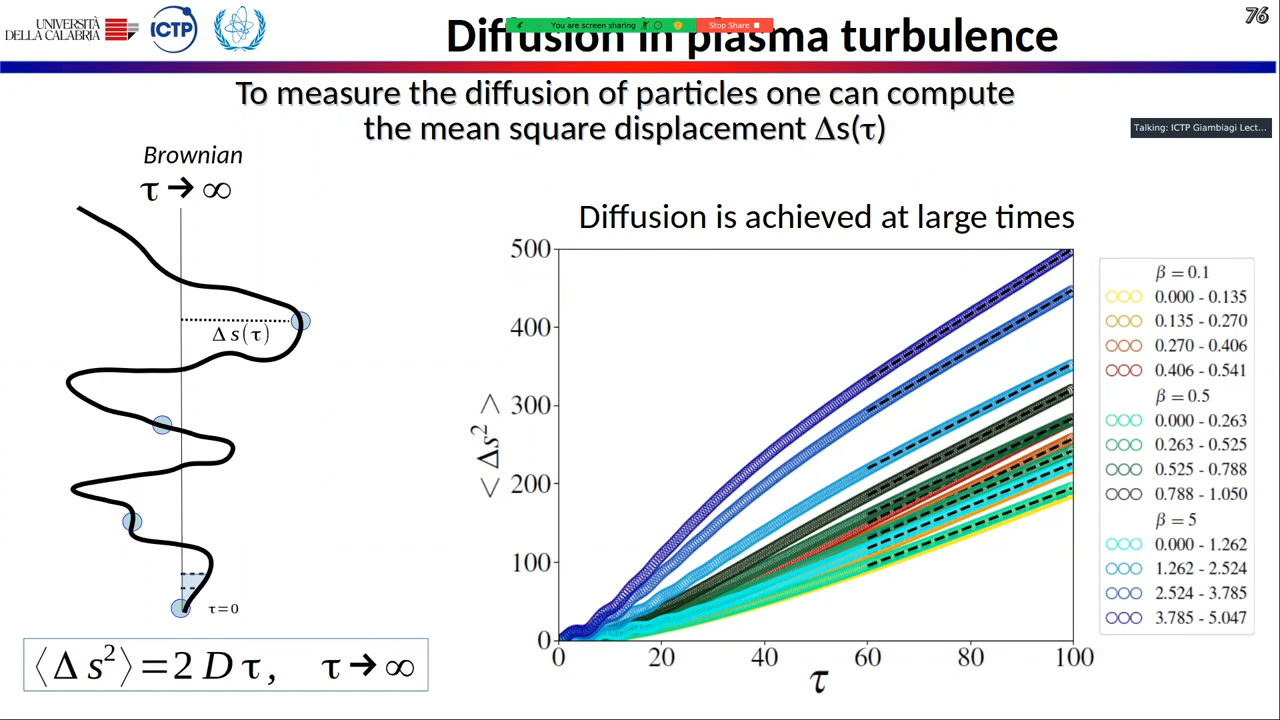 UNIVERSITÀ
DELLA CALABRIA
ICTP
Diffusion in plasma turbulence
You are screen sharing
Stop Share
76
To measure the diffusion of particles one can compute
the mean square displacement Δs(τ)
Talking: ICTP Giambiagi Lect...
Brownian
τ → ∞
Δ s(τ)
τ=0
⟨Δ s²⟩=2 D τ, τ → ∞
Diffusion is achieved at large times
500
400
300
200
100
0
< Δs² >
0 20 40 60 80 100
τ
β = 0.1
0.000 - 0.135
0.135 - 0.270
0.270 - 0.406
0.406 - 0.541
β = 0.5
0.000 - 0.263
0.263 - 0.525
0.525 - 0.788
0.788 - 1.050
β = 5
0.000 - 1.262
1.262 - 2.524
2.524 - 3.785
3.785 - 5.047